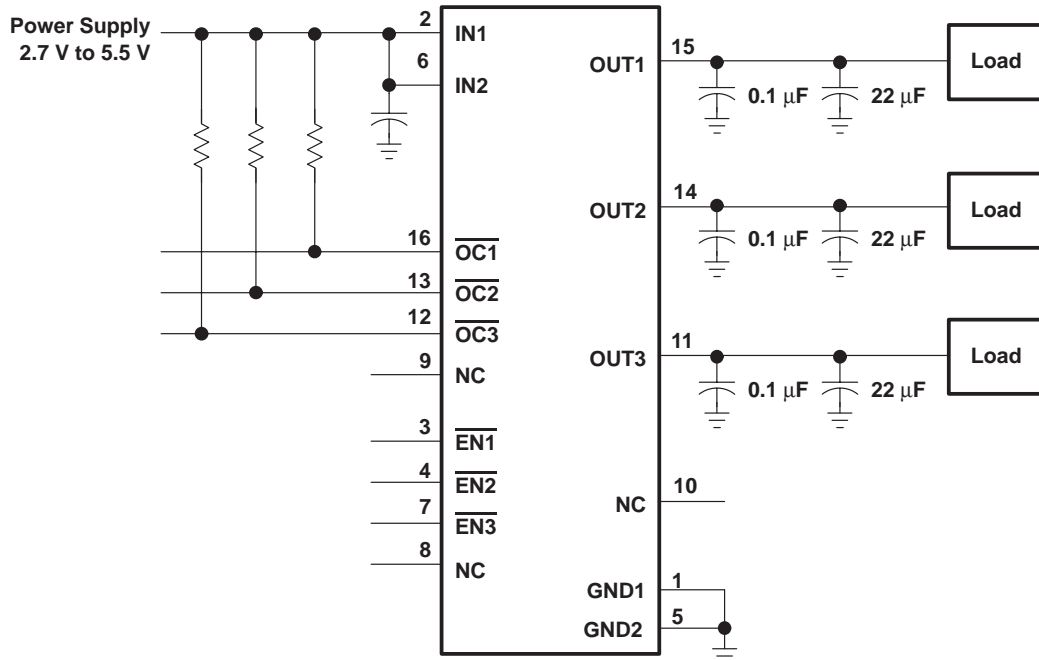 Power Supply
2.7 V to 5.5 V
2
IN1
6
IN2
16
OC1
13
OC2
12
OC3
9
NC
3
EN1
4
EN2
7
EN3
8
NC
OUT1
15
0.1 μF
22 μF
Load
OUT2
14
0.1 μF
22 μF
Load
OUT3
11
0.1 μF
22 μF
Load
NC
10
GND1
1
GND2
5